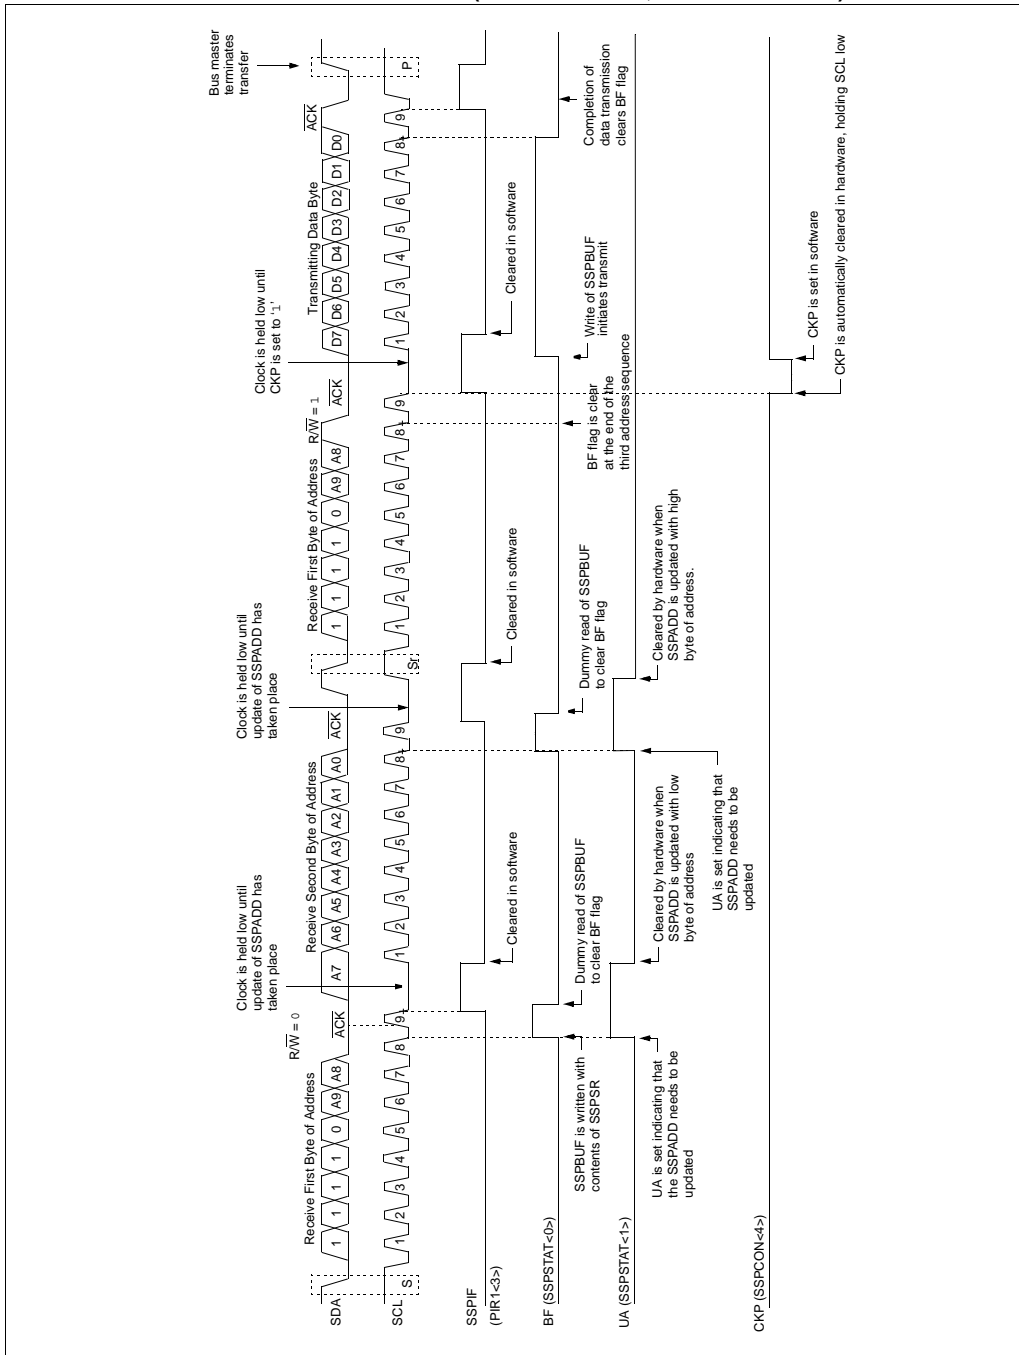 Bus master
terminates
transfer
Clock is held low until
CKP is set to '1'
Clock is held low until
update of SSPADD has
taken place
Clock is held low until
update of SSPADD has
taken place
R/W = 0
R/W = 1
Receive First Byte of Address
ACK
Receive Second Byte of Address
ACK
Receive First Byte of Address
ACK
Transmitting Data Byte
ACK
SDA
1 1 1 1 0 A9 A8
A7 A6 A5 A4 A3 A2 A1 A0
1 1 1 1 0 A9 A8
D7 D6 D5 D4 D3 D2 D1 D0
SCL
S
1 2 3 4 5 6 7 8 9
1 2 3 4 5 6 7 8 9
Sr
1 2 3 4 5 6 7 8 9
1 2 3 4 5 6 7 8 9
P
SSPIF
(PIR1<3>)
Cleared in software
Cleared in software
Cleared in software
BF (SSPSTAT<0>)
SSPBUF is written with
contents of SSPSR
Dummy read of SSPBUF
to clear BF flag
Dummy read of SSPBUF
to clear BF flag
BF flag is clear
at the end of the
third address sequence
Write of SSPBUF
initiates transmit
Completion of
data transmission
clears BF flag
UA (SSPSTAT<1>)
UA is set indicating that
the SSPADD needs to be
updated
Cleared by hardware when
SSPADD is updated with low
byte of address
UA is set indicating that
SSPADD needs to be
updated
Cleared by hardware when
SSPADD is updated with high
byte of address.
CKP (SSPCON<4>)
CKP is set in software
CKP is automatically cleared in hardware, holding SCL low